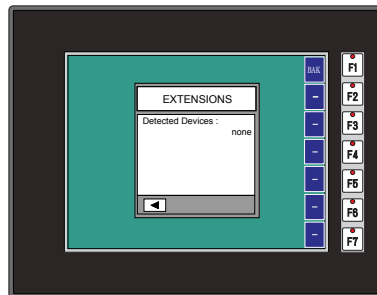 BAK
F1
EXTENSIONS
-
F2
Detected Devices :
none
-
F3
-
F4
-
F5
-
F6
-
F7